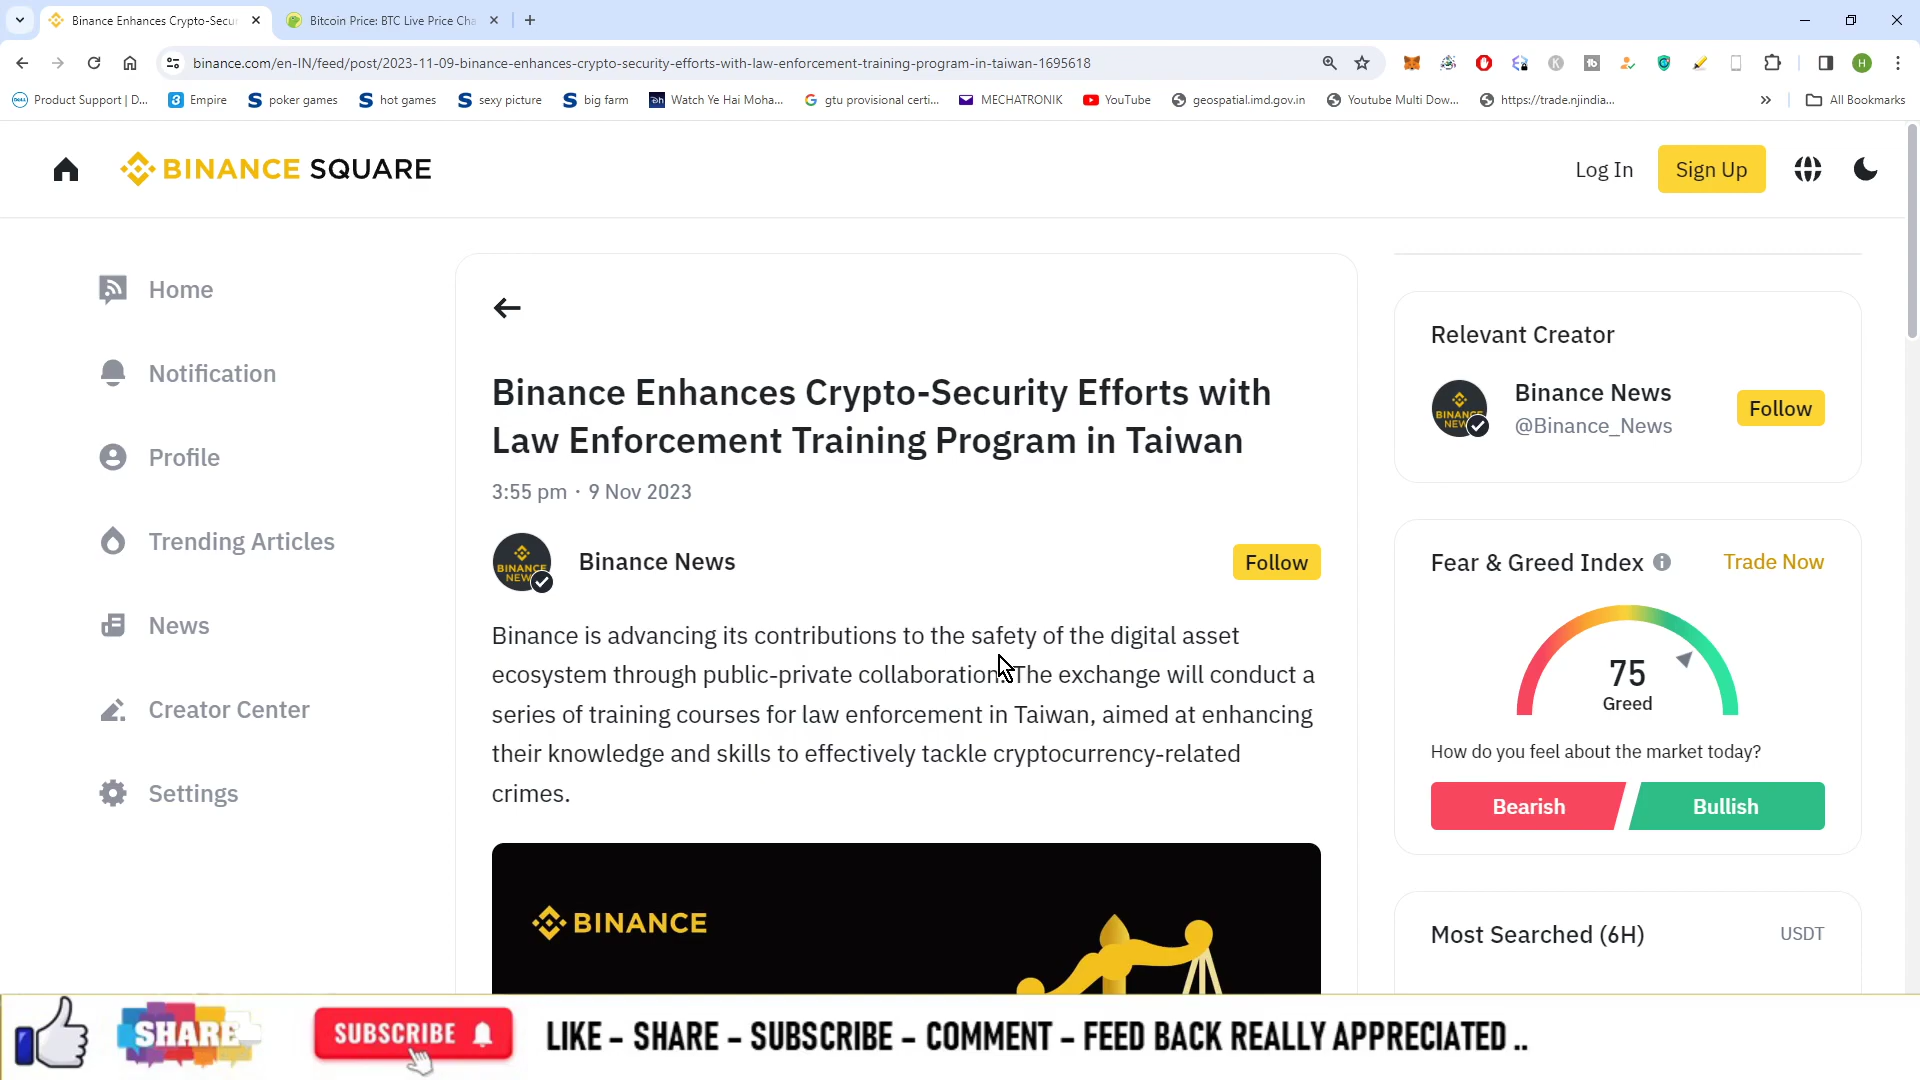 Binance Enhances Crypto-Secur
Bitcoin Price: BTC Live Price Cha
binance.com/en-IN/feed/post/2023-11-09-binance-enhances-crypto-security-efforts-with-law-enforcement-training-program-in-taiwan-1695618
H
Product Support | D...
Empire
poker games
hot games
sexy picture
big farm
Watch Ye Hai Moha...
gtu provisional certi...
MECHATRONIK
YouTube
geospatial.imd.gov.in
Youtube Multi Dow...
https://trade.njindia...
All Bookmarks
BINANCE SQUARE
Log In
Sign Up
Home
Notification
Profile
Trending Articles
News
Creator Center
Settings
Binance Enhances Crypto-Security Efforts with
Law Enforcement Training Program in Taiwan
3:55 pm · 9 Nov 2023
BINANCE
NEWS
Binance News
Follow
Binance is advancing its contributions to the safety of the digital asset
ecosystem through public-private collaboration. The exchange will conduct a
series of training courses for law enforcement in Taiwan, aimed at enhancing
their knowledge and skills to effectively tackle cryptocurrency-related
crimes.
BINANCE
Relevant Creator
BINANCE
NEWS
Binance News
@Binance_News
Follow
Fear & Greed Index
Trade Now
75
Greed
How do you feel about the market today?
Bearish
Bullish
Most Searched (6H)
USDT
SHARE
SUBSCRIBE
LIKE – SHARE – SUBSCRIBE – COMMENT – FEED BACK REALLY APPRECIATED ..